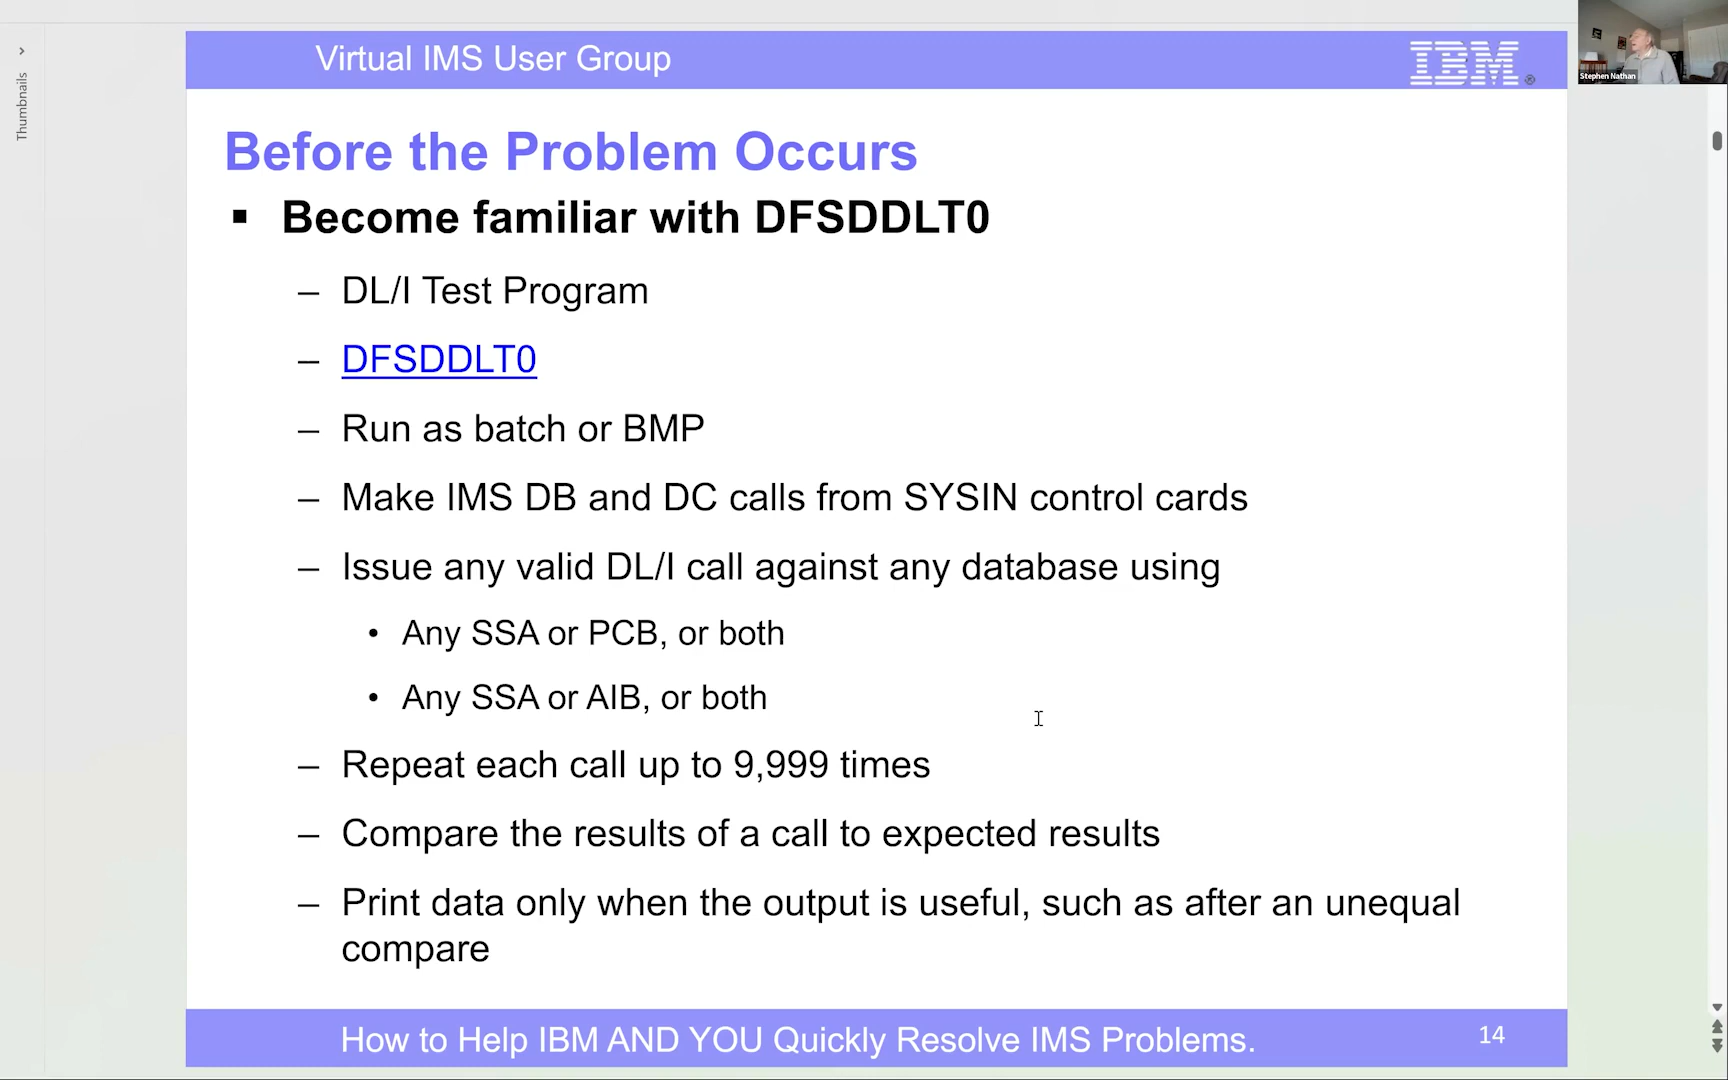 Thumbnails
Virtual IMS User Group
IBM ®
Stephen Nathan
Before the Problem Occurs
▪ Become familiar with DFSDDLT0
– DL/I Test Program
– DFSDDLT0
– Run as batch or BMP
– Make IMS DB and DC calls from SYSIN control cards
– Issue any valid DL/I call against any database using
• Any SSA or PCB, or both
• Any SSA or AIB, or both
– Repeat each call up to 9,999 times
– Compare the results of a call to expected results
– Print data only when the output is useful, such as after an unequal
compare
How to Help IBM AND YOU Quickly Resolve IMS Problems.
14